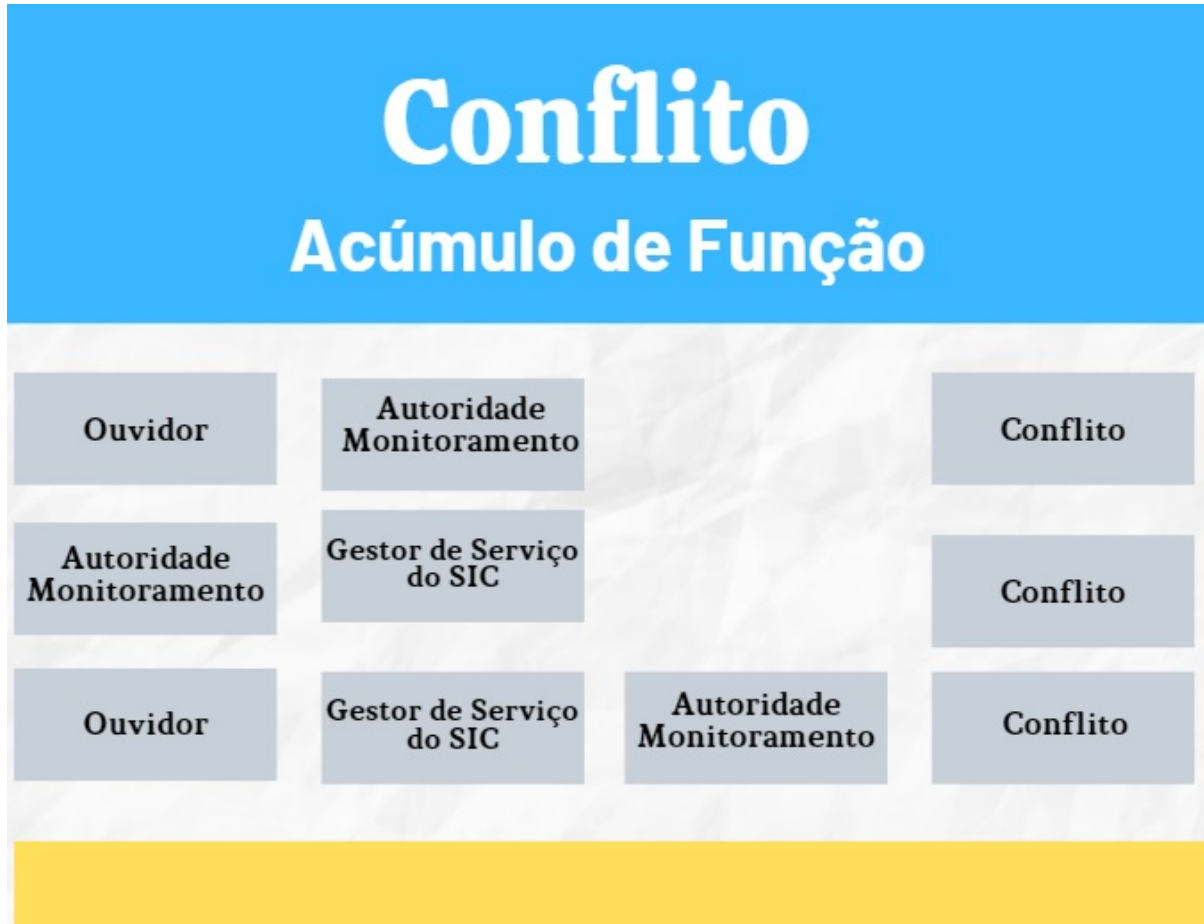 Conflito
Acúmulo de Função
Ouvidor
Autoridade
Monitoramento
Conflito
Autoridade
Monitoramento
Gestor de Serviço
do SIC
Conflito
Ouvidor
Gestor de Serviço
do SIC
Autoridade
Monitoramento
Conflito